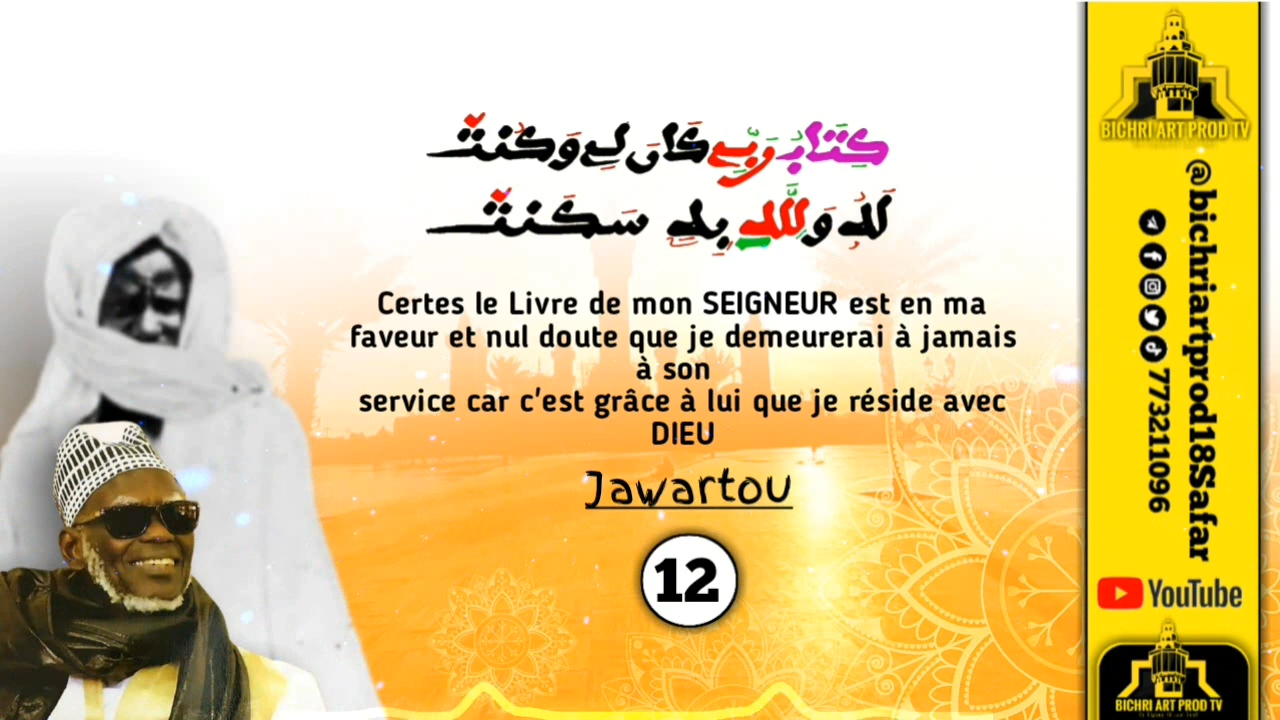 كِتَابُ رَبِّے كَانَ لِے وَكُنتُ
لَهُ وَلِلَّهِ بِهِ سَكَنتُ
Certes le Livre de mon SEIGNEUR est en ma
faveur et nul doute que je demeurerai à jamais
à son
service car c'est grâce à lui que je réside avec
DIEU
Jawartou
12
BICHRI ART PROD TV
@bichriartprod18Safar
773211096
YouTube
BICHRI ART PROD TV